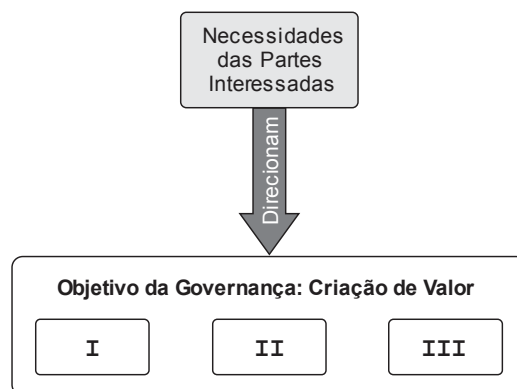 Necessidades
das Partes
Interessadas
Direcionam
Objetivo da Governança: Criação de Valor
I
II
III